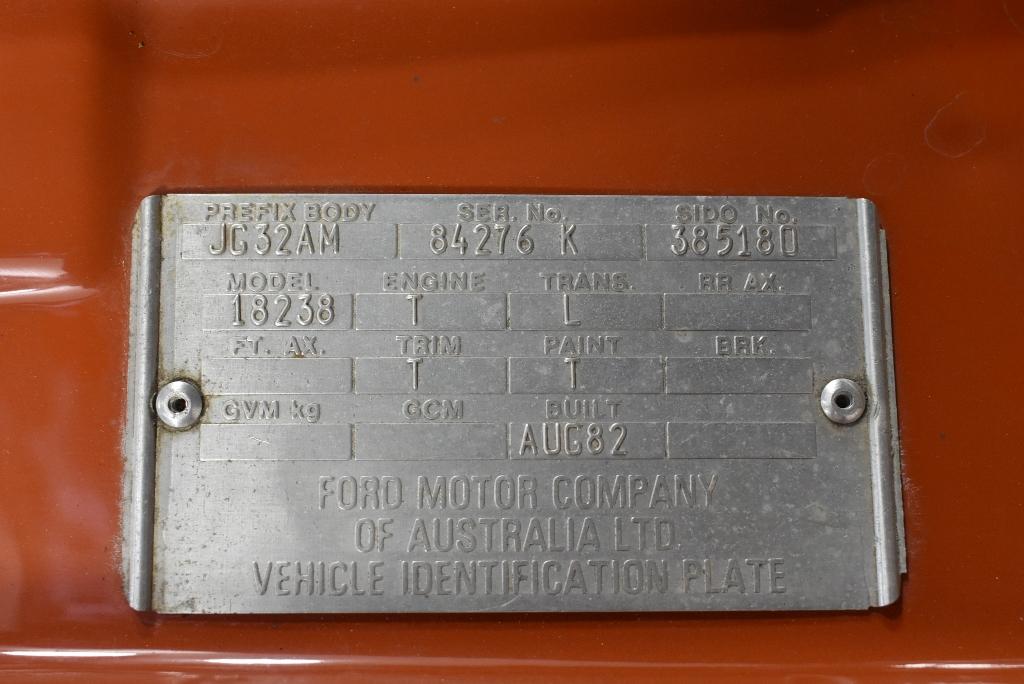 PREFIX BODY SER. No. SIDO No.
JG32AM 84276 K 385180
MODEL ENGINE TRANS. RR AX.
18238 T L
FT. AX. TRIM PAINT BRK.
T T
GVM kg GCM BUILT
AUG82
FORD MOTOR COMPANY
OF AUSTRALIA LTD.
VEHICLE IDENTIFICATION PLATE